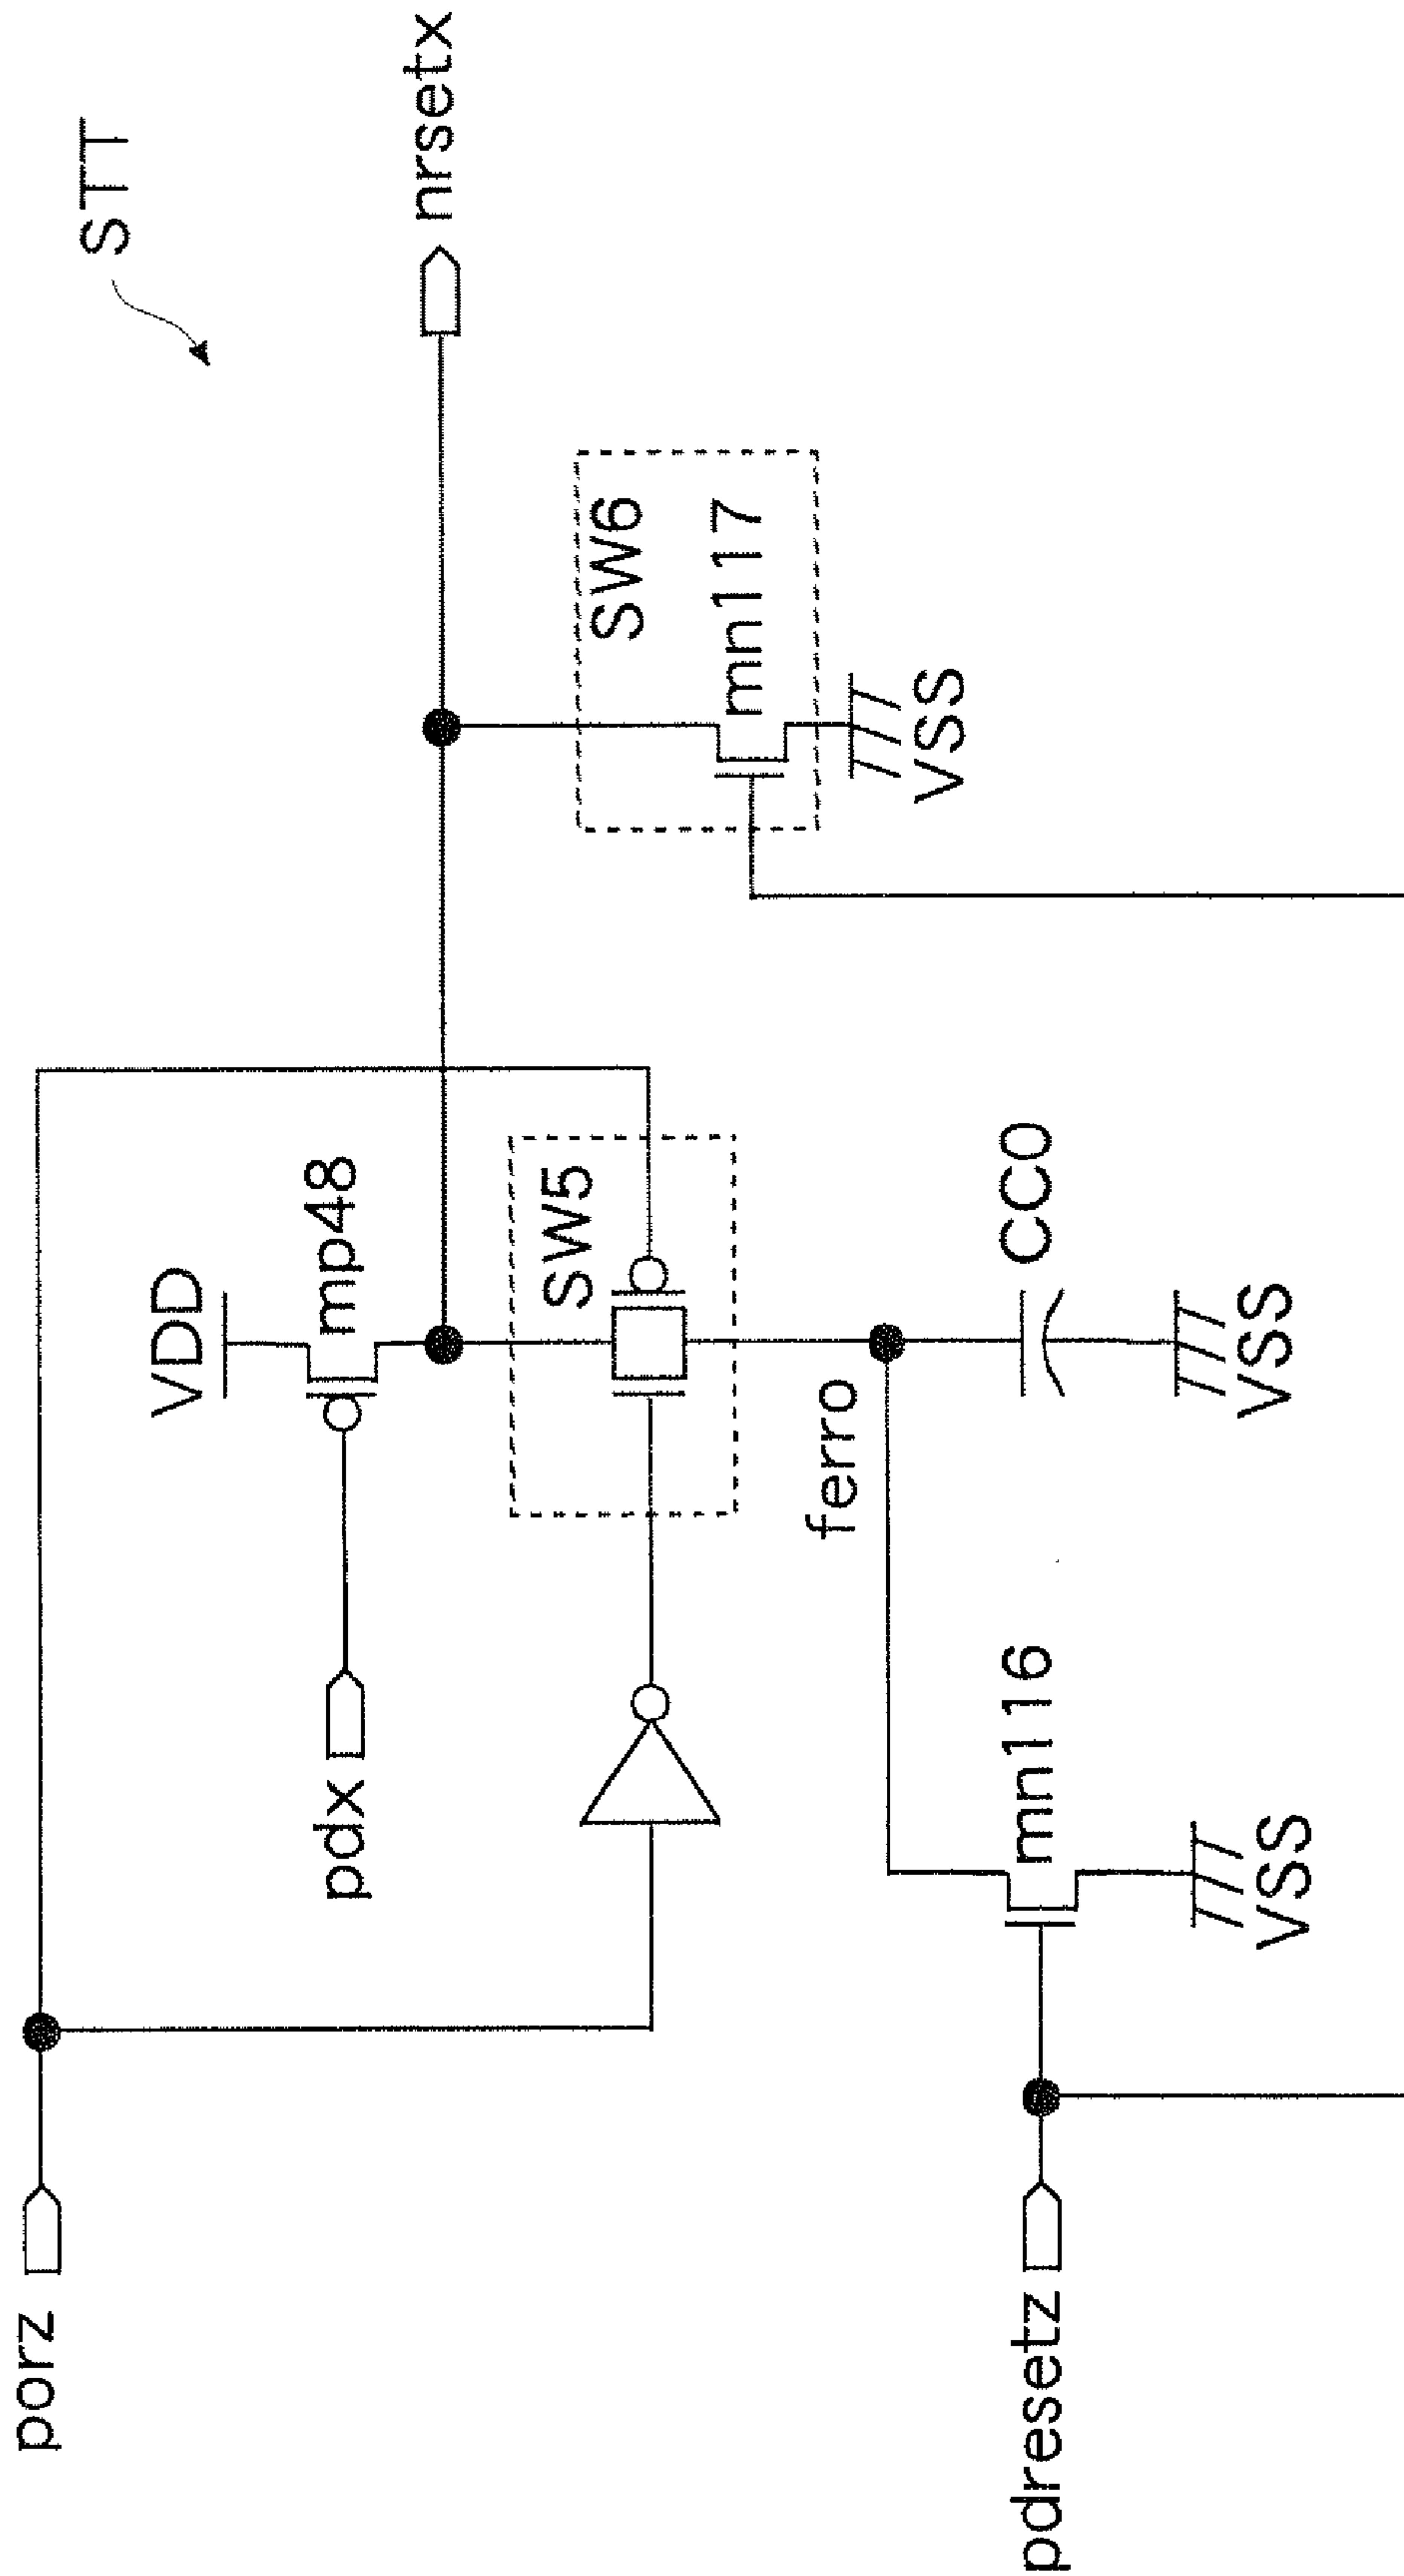 STT
porz
VDD
mp48
pdx
nrsetx
SW5
SW6
mn117
VSS
ferro
CC0
VSS
mn116
VSS
pdresetz